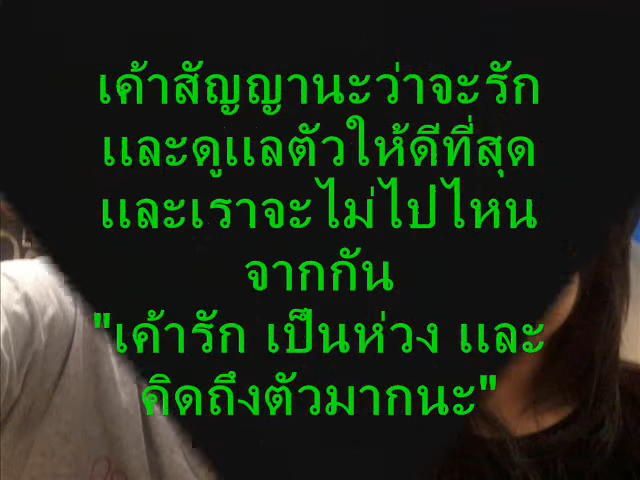 เค้าสัญญานะว่าจะรัก
และดูแลตัวให้ดีที่สุด
และเราจะไม่ไปไหน
จากกัน
"เค้ารัก เป็นห่วง และ
คิดถึงตัวมากนะ"